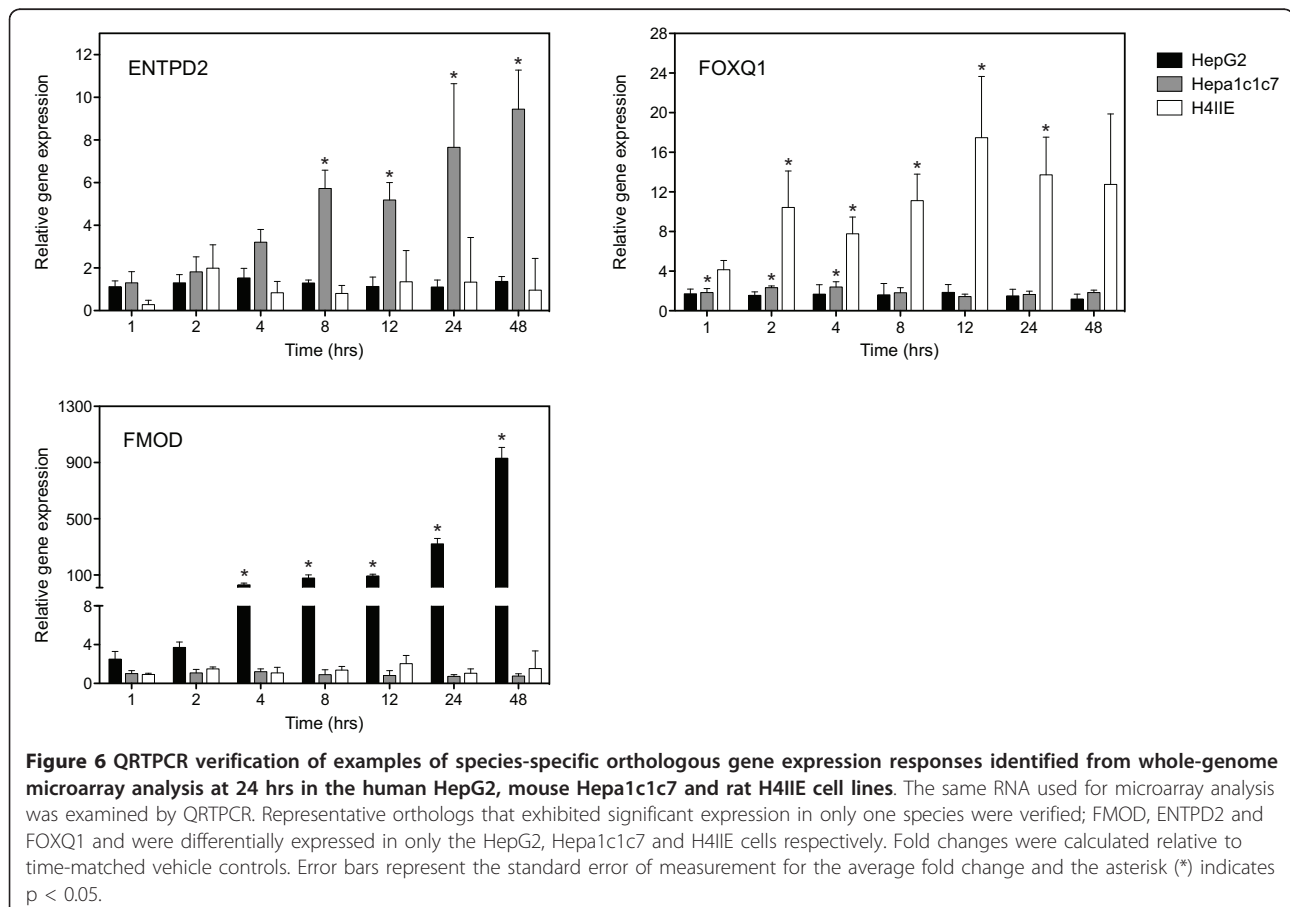 ENTPD2
Relative gene expression
12
10
8
6
4
2
0
* * * *
1 2 4 8 12 24 48
Time (hrs)
FOXQ1
Relative gene expression
28
24
20
16
12
8
4
0
* * * * * * * *
1 2 4 8 12 24 48
Time (hrs)
HepG2
Hepa1c1c7
H4IIE
FMOD
Relative gene expression
1300
900
500
100
8
4
0
* * * * *
1 2 4 8 12 24 48
Time (hrs)
Figure 6 QRTPCR verification of examples of species-specific orthologous gene expression responses identified from whole-genome
microarray analysis at 24 hrs in the human HepG2, mouse Hepa1c1c7 and rat H4IIE cell lines. The same RNA used for microarray analysis
was examined by QRTPCR. Representative orthologs that exhibited significant expression in only one species were verified; FMOD, ENTPD2 and
FOXQ1 and were differentially expressed in only the HepG2, Hepa1c1c7 and H4IIE cells respectively. Fold changes were calculated relative to
time-matched vehicle controls. Error bars represent the standard error of measurement for the average fold change and the asterisk (*) indicates
p < 0.05.